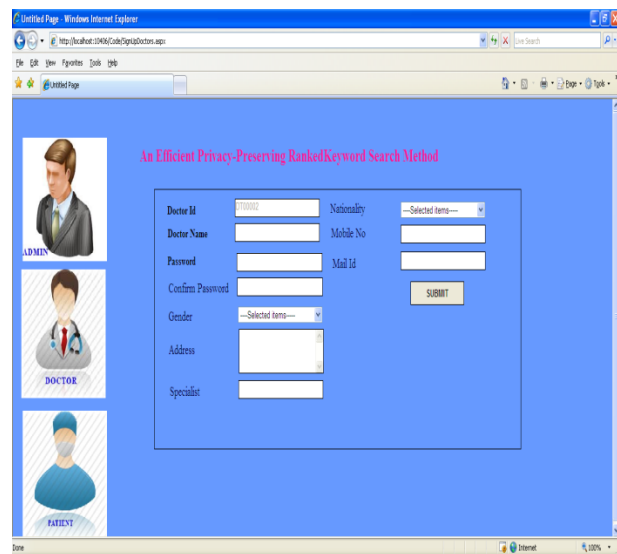 Untitled Page - Windows Internet Explorer
http://localhost:10406/Code/SignUpDoctors.aspx
Live Search
File Edit View Favorites Tools Help
Untitled Page
Page Tools
An Efficient Privacy-Preserving RankedKeyword Search Method
ADMIN
DOCTOR
PATIENT
Doctor Id
DT00002
Nationality
---Selected items----
Doctor Name
Mobile No
Password
Mail Id
Confirm Password
SUBMIT
Gender
---Selected items----
Address
Specialist
Done
Internet
100%